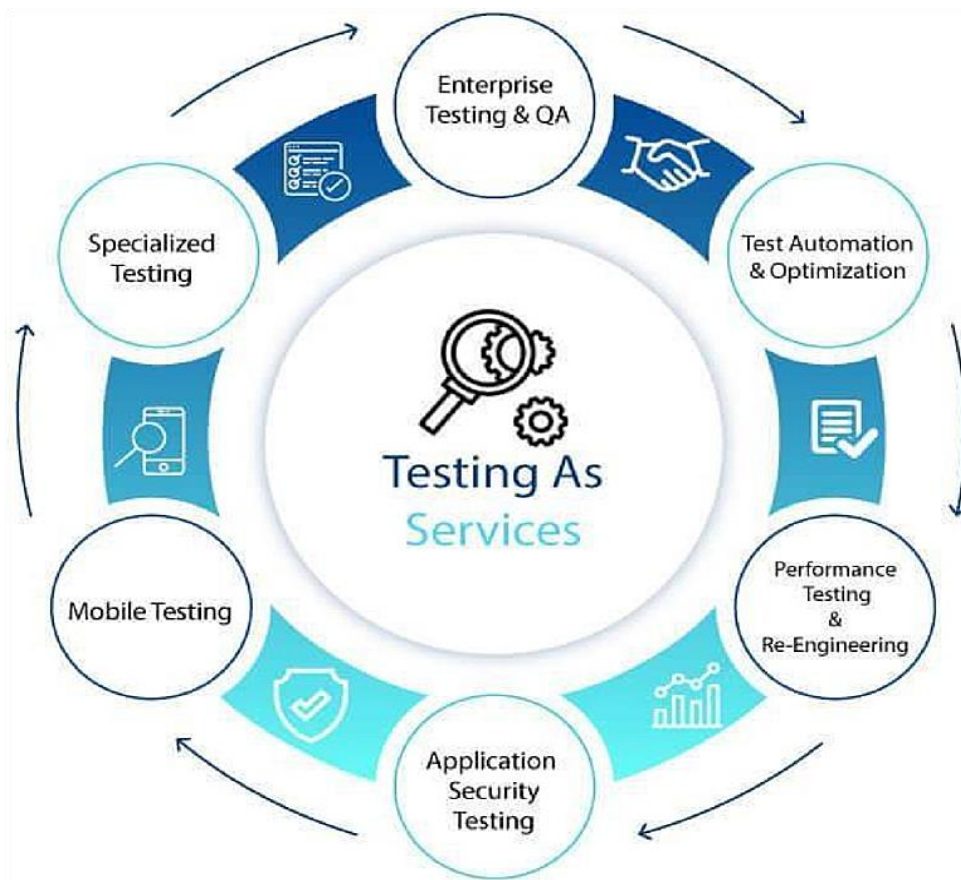 Enterprise
Testing & QA
Test Automation
& Optimization
Performance
Testing
&
Re-Engineering
Application
Security
Testing
Mobile Testing
Specialized
Testing
Testing As
Services